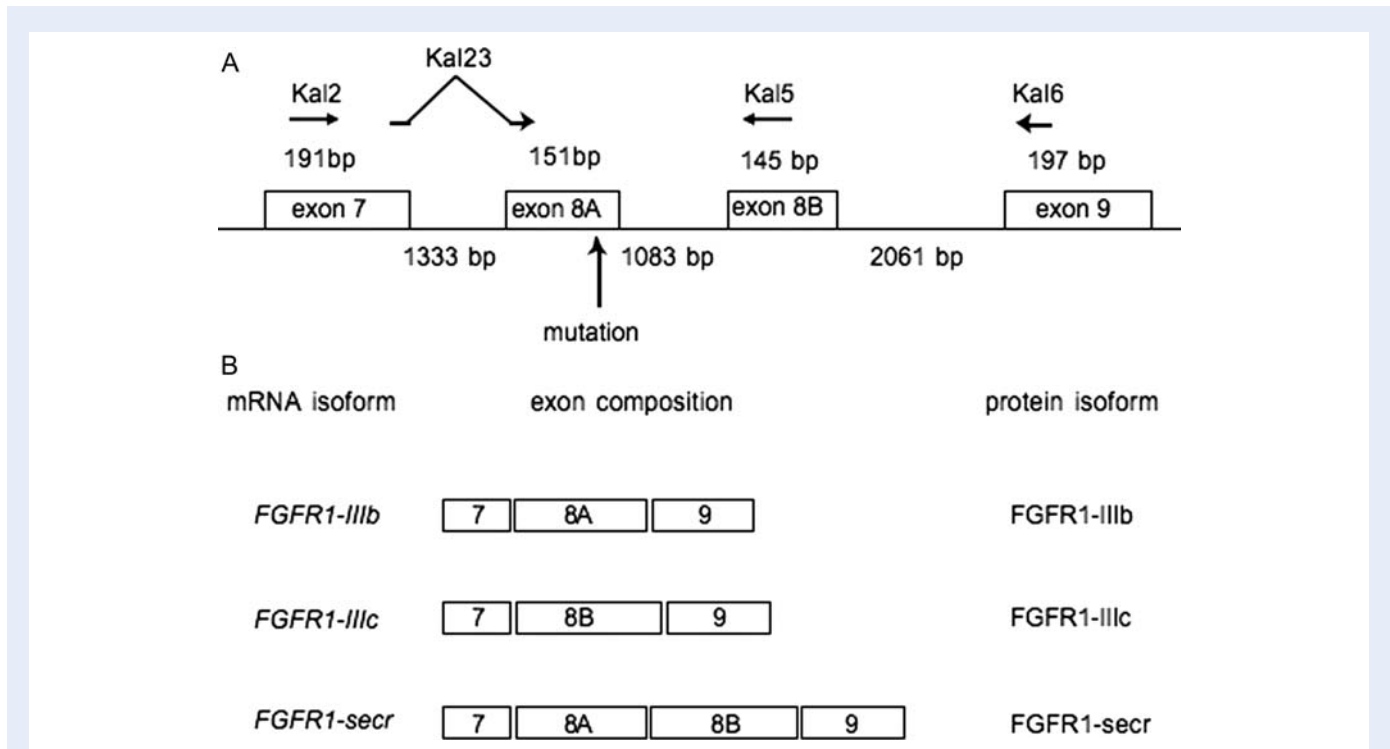 A
Kal23
Kal2 Kal5 Kal6
191bp 151bp 145 bp 197 bp
exon 7 exon 8A exon 8B exon 9
1333 bp 1083 bp 2061 bp
mutation
B
mRNA isoform exon composition protein isoform
FGFR1-IIIb 7 8A 9 FGFR1-IIIb
FGFR1-IIIc 7 8B 9 FGFR1-IIIc
FGFR1-secr 7 8A 8B 9 FGFR1-secr